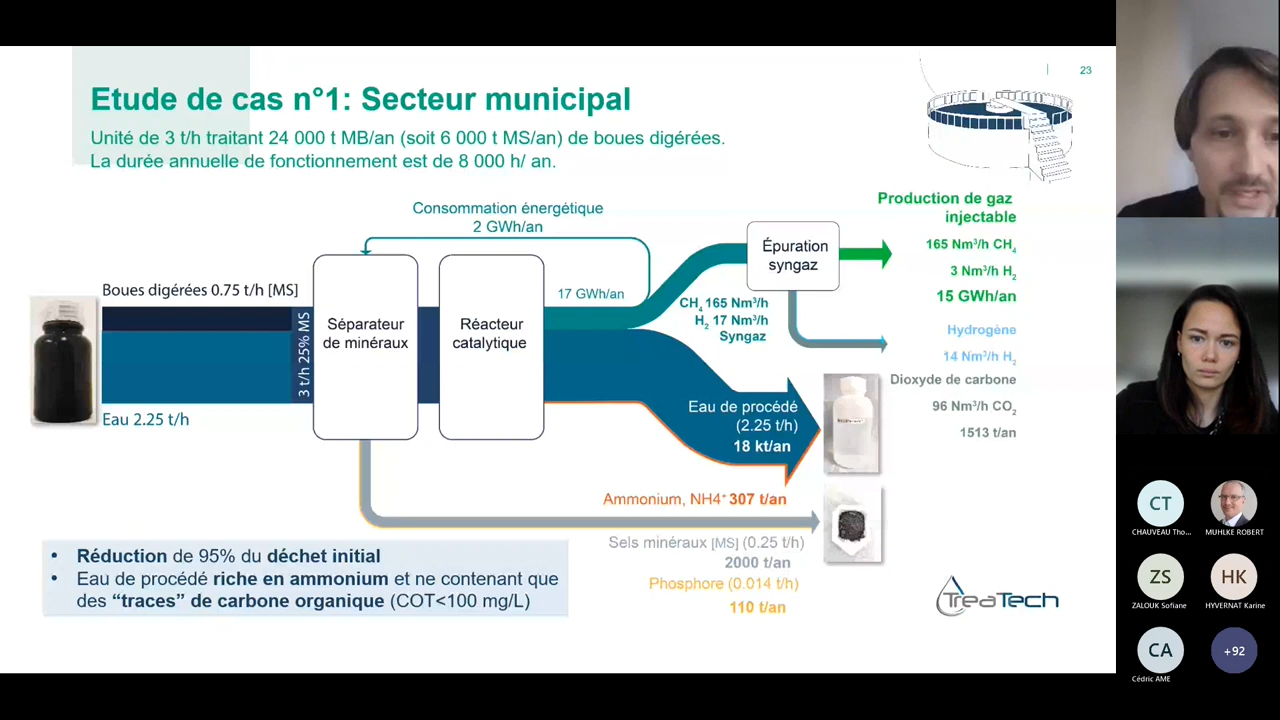 23
Etude de cas n°1: Secteur municipal
Unité de 3 t/h traitant 24 000 t MB/an (soit 6 000 t MS/an) de boues digérées.
La durée annuelle de fonctionnement est de 8 000 h/ an.
Consommation énergétique
2 GWh/an
Production de gaz
injectable
165 Nm³/h CH₄
3 Nm³/h H₂
15 GWh/an
Épuration
syngaz
Boues digérées 0.75 t/h [MS]
17 GWh/an
CH₄ 165 Nm³/h
H₂ 17 Nm³/h
Syngaz
3 t/h 25% MS
Séparateur
de minéraux
Réacteur
catalytique
Hydrogène
14 Nm³/h H₂
Dioxyde de carbone
96 Nm³/h CO₂
1513 t/an
Eau 2.25 t/h
Eau de procédé
(2.25 t/h)
18 kt/an
Ammonium, NH4⁺ 307 t/an
Sels minéraux [MS] (0.25 t/h)
2000 t/an
Phosphore (0.014 t/h)
110 t/an
• Réduction de 95% du déchet initial
• Eau de procédé riche en ammonium et ne contenant que
des “traces” de carbone organique (COT<100 mg/L)
TreaTech
CT
CHAUVEAU Tho...
MUHLKE ROBERT
ZS
ZALOUK Sofiane
HK
HYVERNAT Karine
CA
Cédric AME
+92